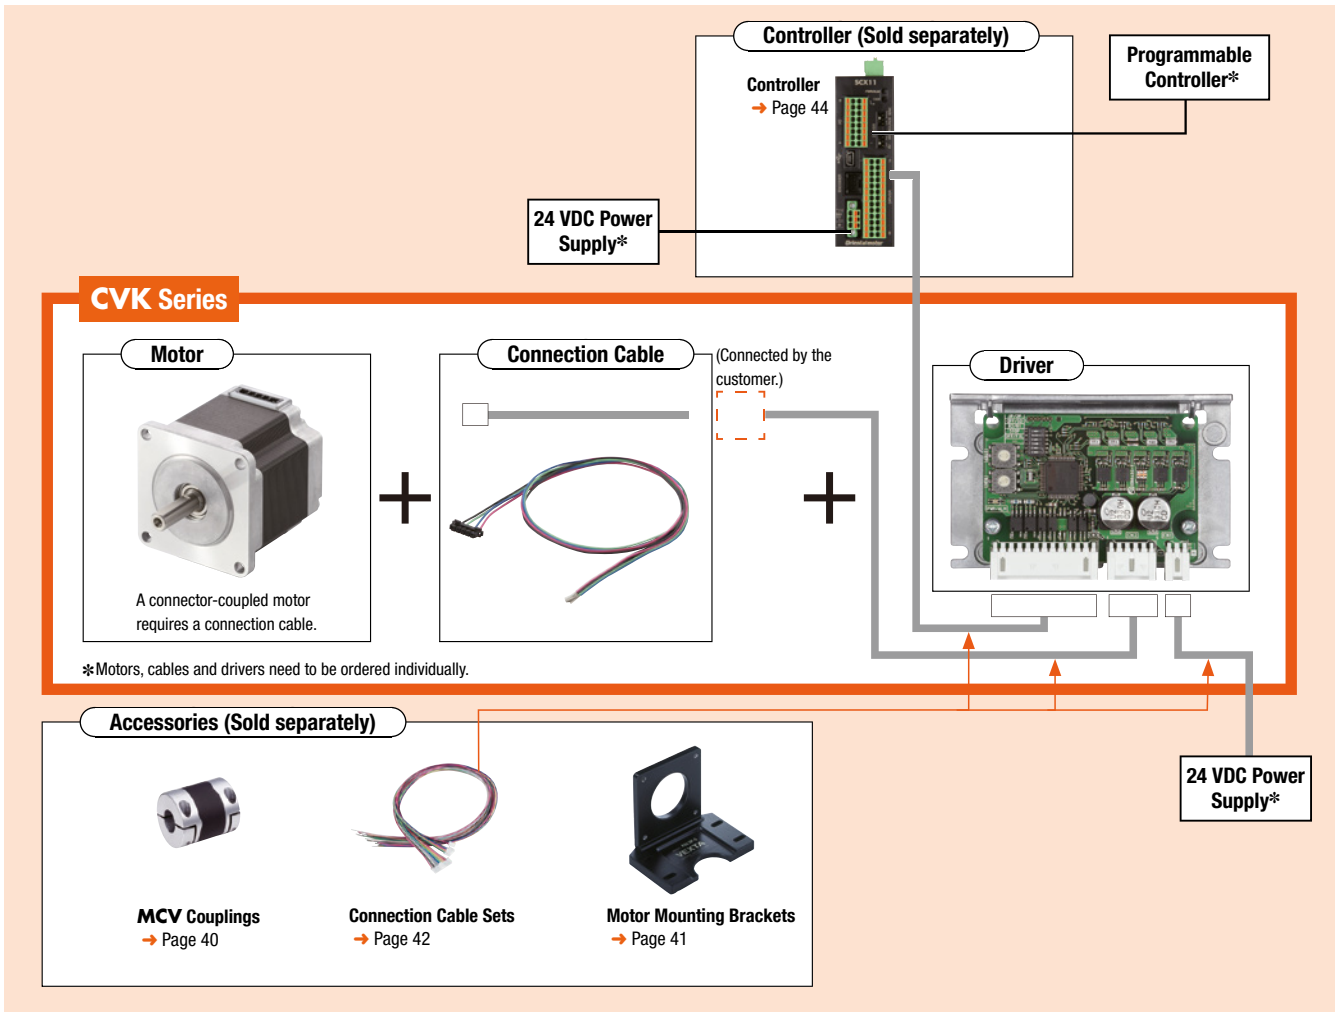 Controller (Sold separately)
Programmable
Controller*
Controller
➜ Page 44
SCX11
24 VDC Power
Supply*
Orientalmotor
CVK Series
Motor
Connection Cable
(Connected by the
customer.)
Driver
A connector-coupled motor
requires a connection cable.
*Motors, cables and drivers need to be ordered individually.
Accessories (Sold separately)
24 VDC Power
Supply*
VEXTA
MCV Couplings
➜ Page 40
Connection Cable Sets
➜ Page 42
Motor Mounting Brackets
➜ Page 41